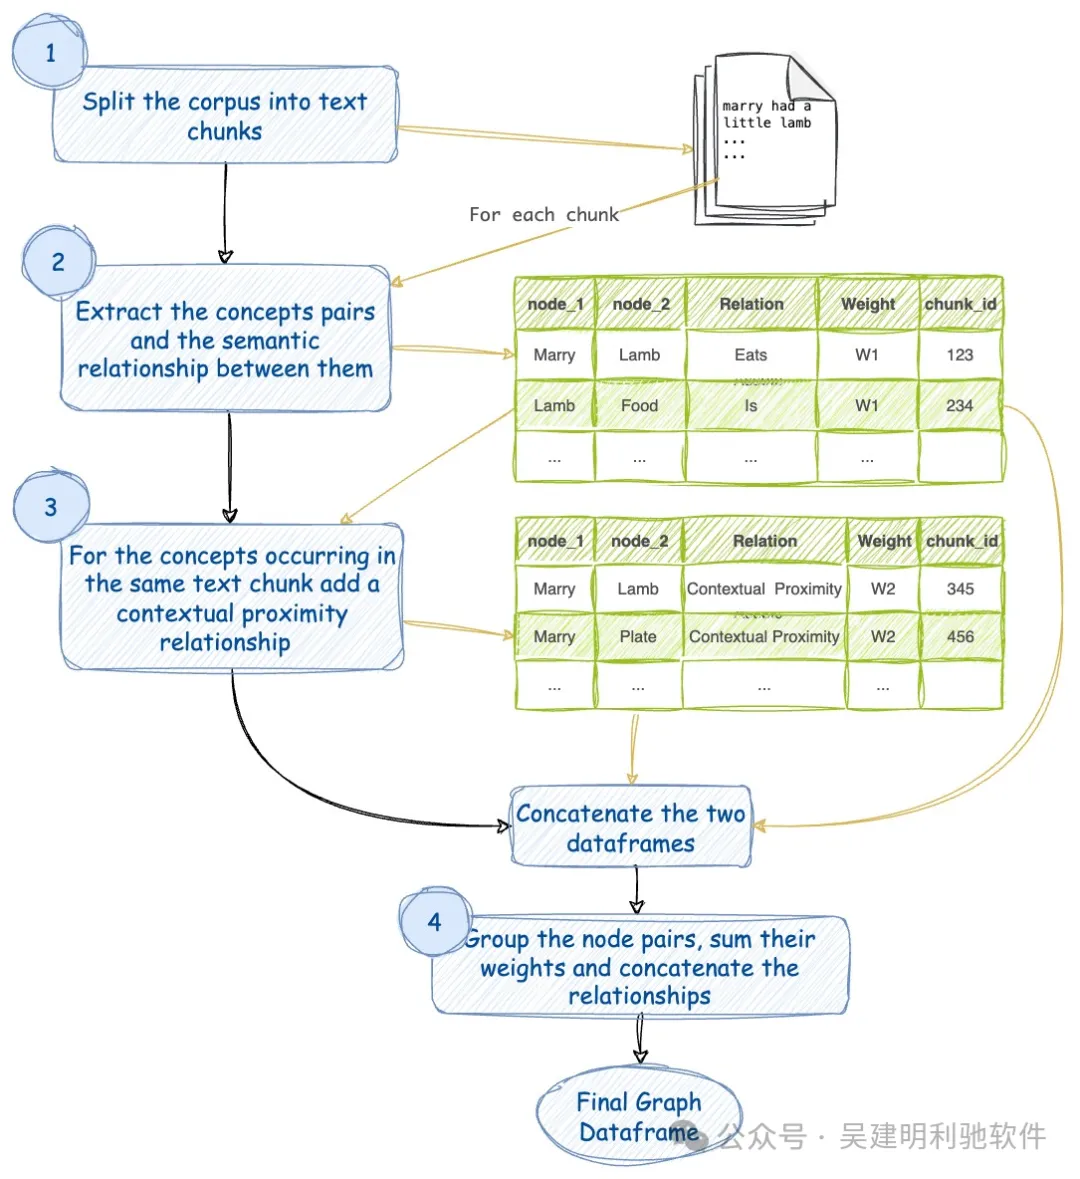 1
Split the corpus into text
chunks
marry had a
little lamb
...
...
For each chunk
2
Extract the concepts pairs
and the semantic
relationship between them
node_1 node_2 Relation Weight chunk_id
Marry Lamb Eats W1 123
Lamb Food Is W1 234
... ... ... ...
3
For the concepts occurring in
the same text chunk add a
contextual proximity
relationship
node_1 node_2 Relation Weight chunk_id
Marry Lamb Contextual Proximity W2 345
Marry Plate Contextual Proximity W2 456
... ... ... ...
Concatenate the two
dataframes
4
Group the node pairs, sum their
weights and concatenate the
relationships
Final Graph
Dataframe
公众号 · 吴建明利驰软件